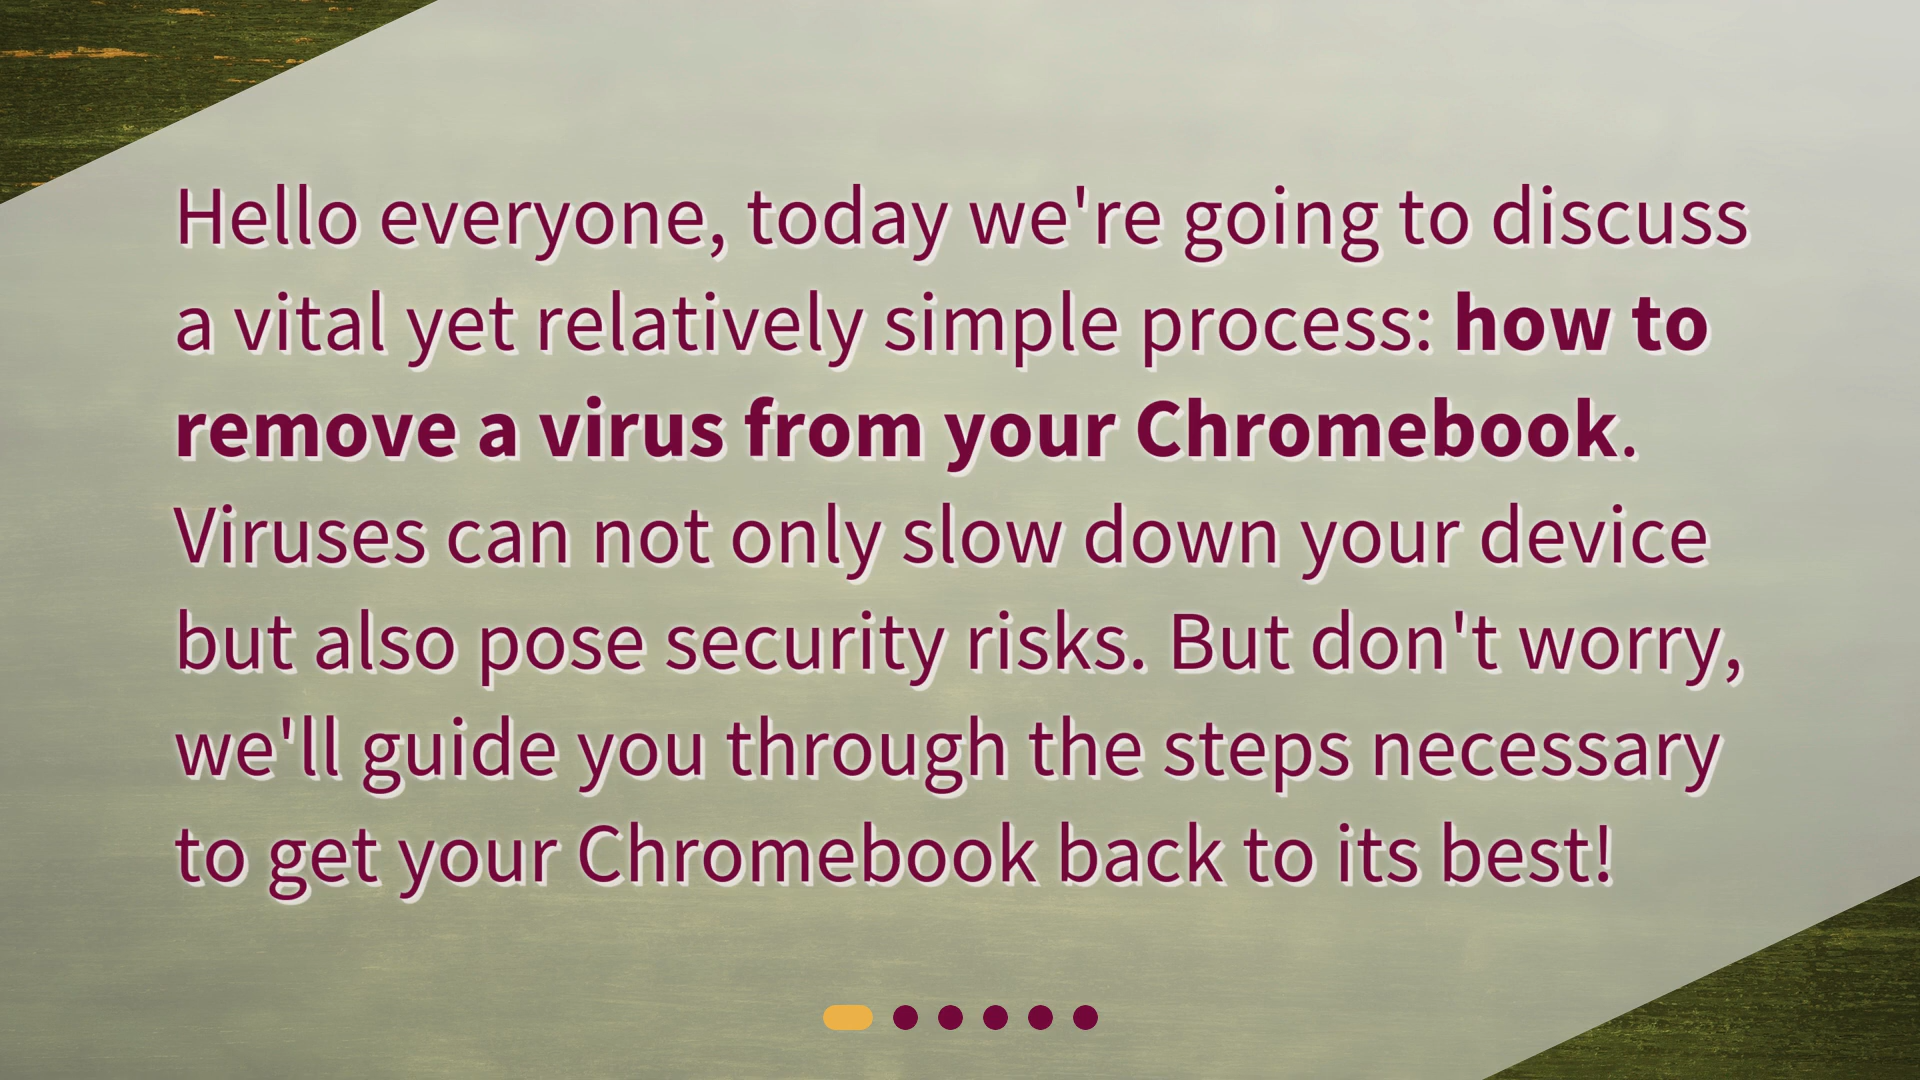 Hello everyone, today we're going to discuss
a vital yet relatively simple process: how to
remove a virus from your Chromebook.
Viruses can not only slow down your device
but also pose security risks. But don't worry,
we'll guide you through the steps necessary
to get your Chromebook back to its best!